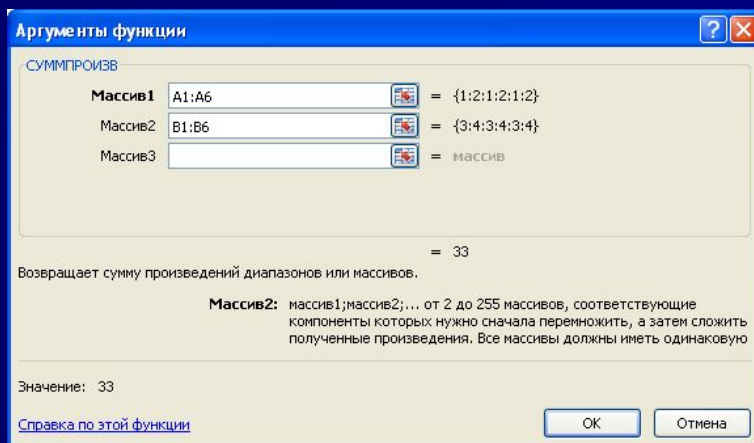 Аргументы функции
СУММПРОИЗВ
Массив1 A1:A6 = {1:2:1:2:1:2}
Массив2 B1:B6 = {3:4:3:4:3:4}
Массив3 = массив
= 33
Возвращает сумму произведений диапазонов или массивов.
Массив2: массив1;массив2;... от 2 до 255 массивов, соответствующие
компоненты которых нужно сначала перемножить, а затем сложить
полученные произведения. Все массивы должны иметь одинаковую
Значение: 33
Справка по этой функции
ОК Отмена